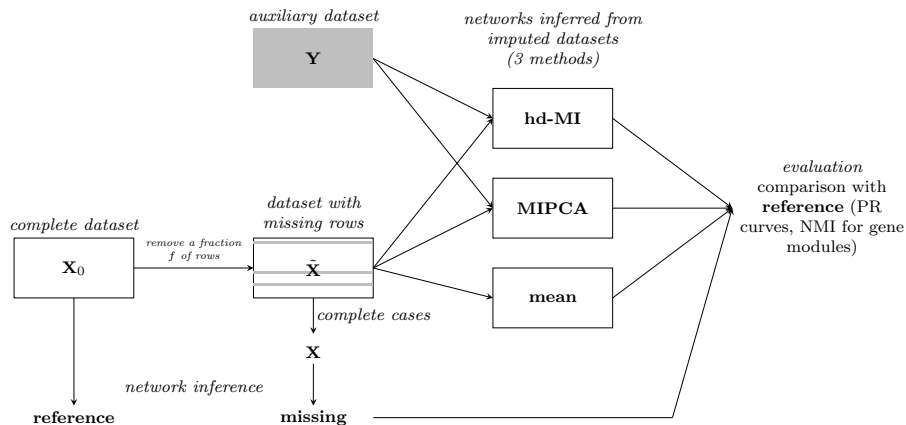 auxiliary dataset
Y
networks inferred from
imputed datasets
(3 methods)
hd-MI
MIPCA
mean
evaluation
comparison with
reference (PR
curves, NMI for gene
modules)
dataset with
missing rows
X̃
complete dataset
X₀
remove a fraction
f of rows
complete cases
X
network inference
reference
missing